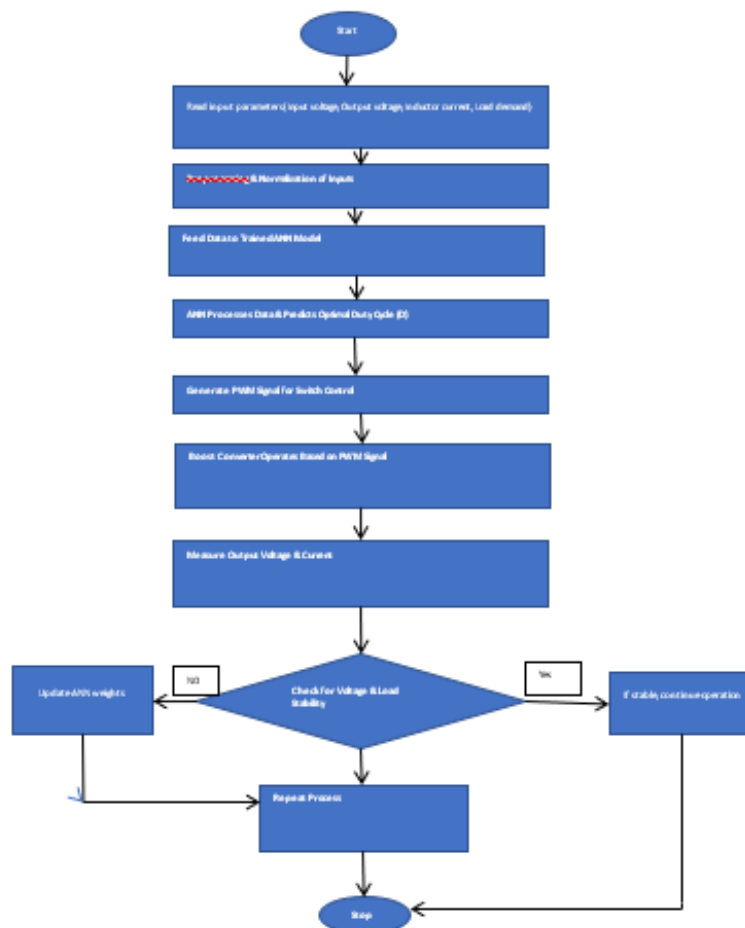 Start
Read input parameters(Input voltage, Output voltage, Inductor current, Load demand)
& Normalization of Inputs
Feed Data to Trained ANN Model
ANN Processes Data & Predicts Optimal Duty Cycle (D)
Generate PWM Signal for Switch Control
Boost Converter Operates Based on PWM Signal
Measure Output Voltage & Current
Check for Voltage & Load
Stability
NO
Yes
Update ANN weights
If stable, continue operation
Repeat Process
Stop